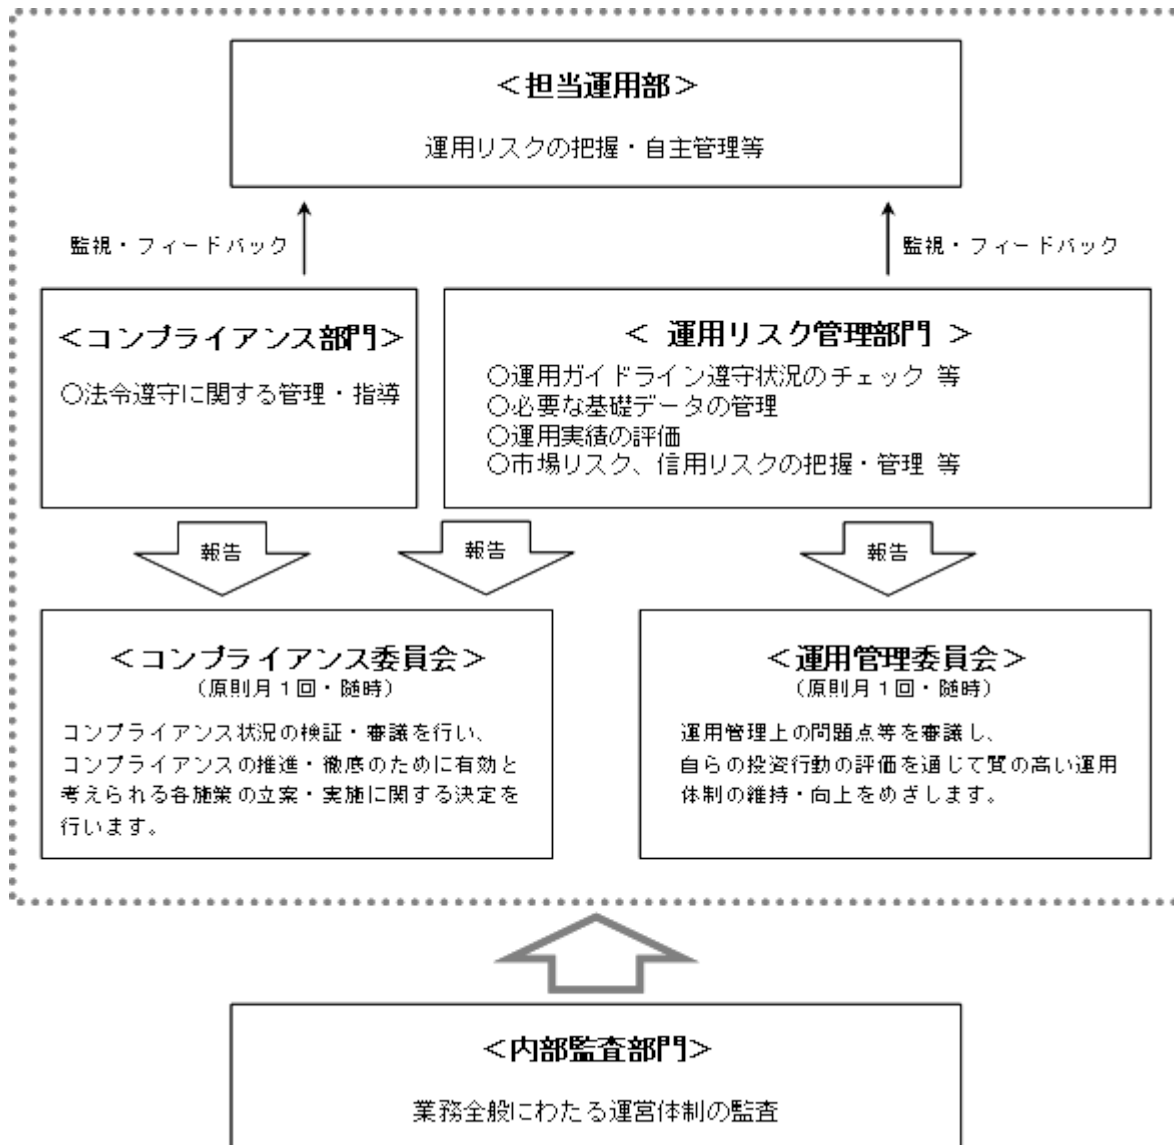 ＜担当運用部＞
運用リスクの把握・自主管理等
監視・フィードバック
監視・フィードバック
＜コンプライアンス部門＞
○法令遵守に関する管理・指導
＜ 運用リスク管理部門 ＞
○運用ガイドライン遵守状況のチェック 等
○必要な基礎データの管理
○運用実績の評価
○市場リスク、信用リスクの把握・管理 等
報告
報告
報告
＜コンプライアンス委員会＞
（原則月１回・随時）
コンプライアンス状況の検証・審議を行い、
コンプライアンスの推進・徹底のために有効と
考えられる各施策の立案・実施に関する決定を
行います。
＜運用管理委員会＞
（原則月１回・随時）
運用管理上の問題点等を審議し、
自らの投資行動の評価を通じて質の高い運用
体制の維持・向上をめざします。
＜内部監査部門＞
業務全般にわたる運営体制の監査